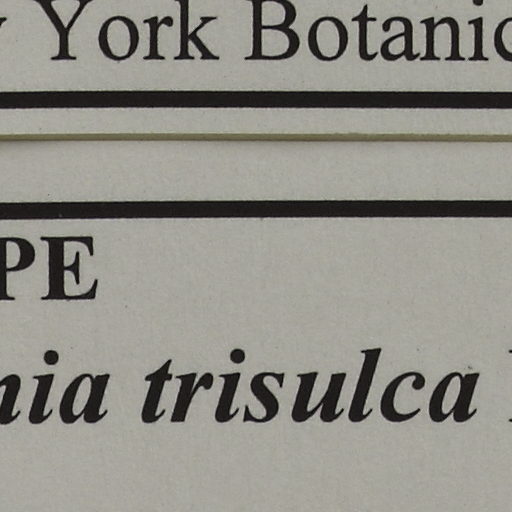 York Botanic
PE
nia trisulca